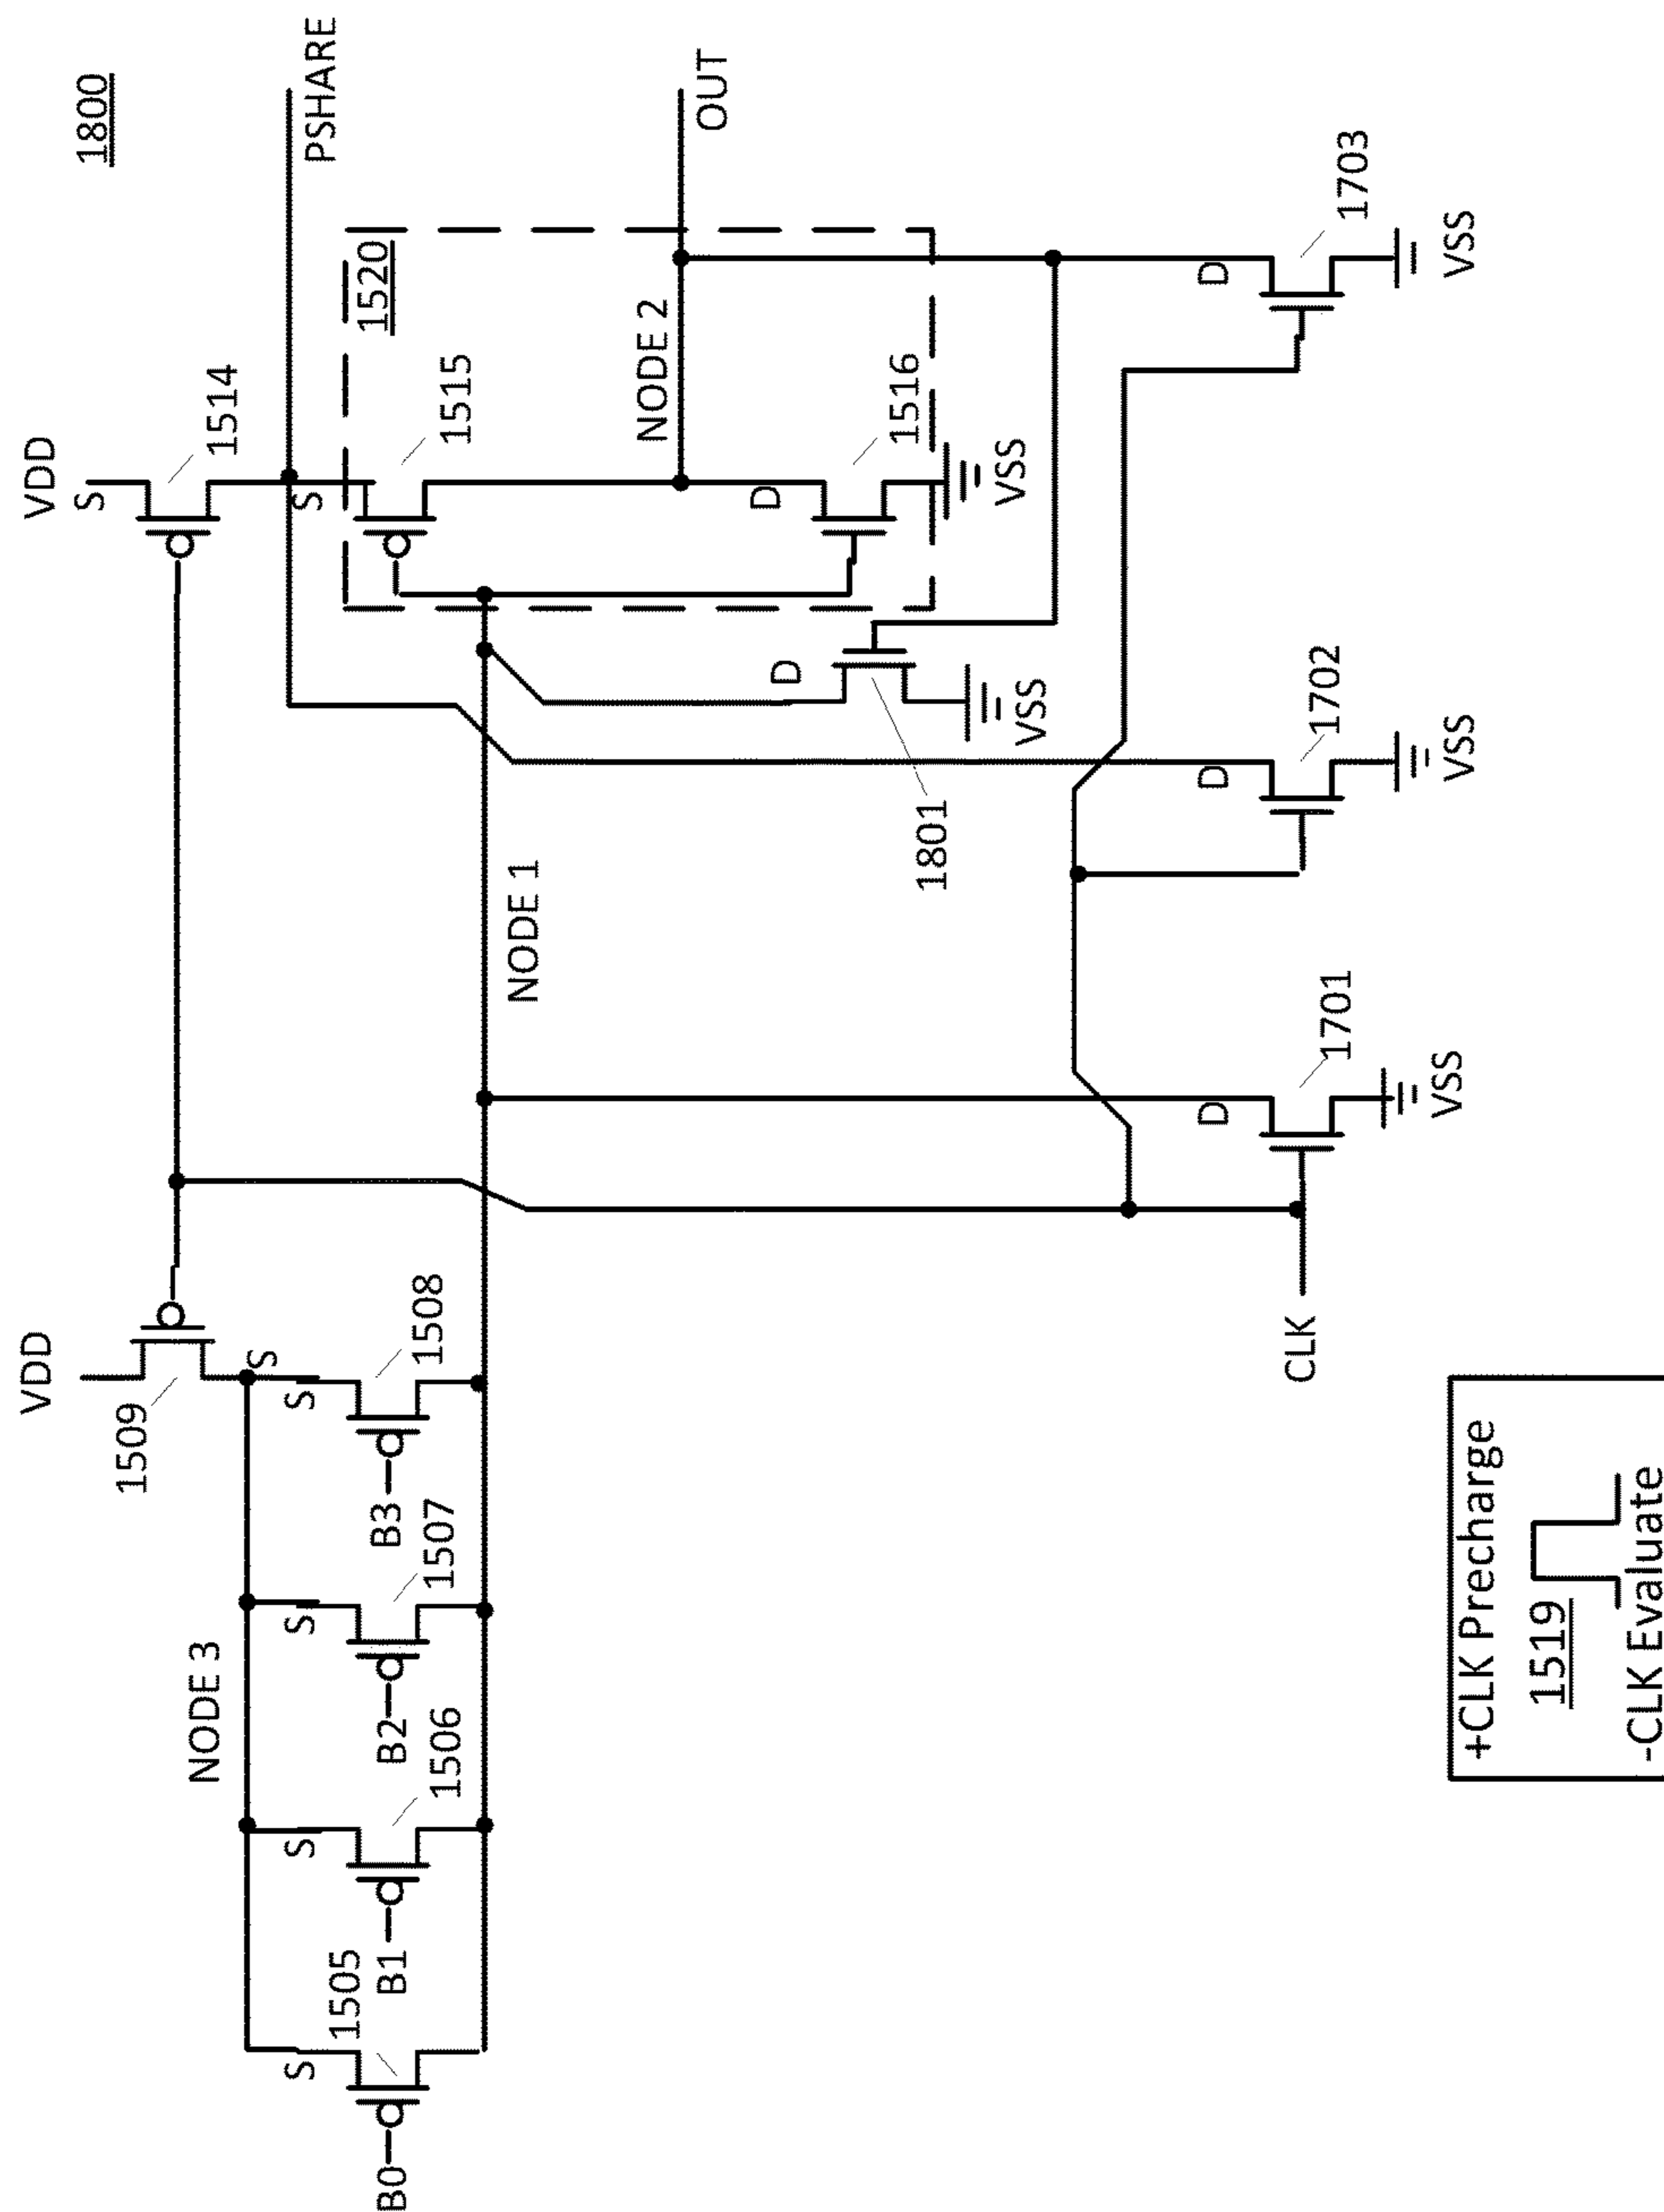 1800
VDD
VDD
S
1514
PSHARE
1509
S
S
1520
NODE 3
S
S
S
S
1515
1505
1506
1507
1508
B0
B1
B2
B3
NODE 2
OUT
NODE 1
D
1516
D
VSS
1801
VSS
D
1701
VSS
D
1702
VSS
D
1703
VSS
CLK
+CLK Precharge
1519
-CLK Evaluate